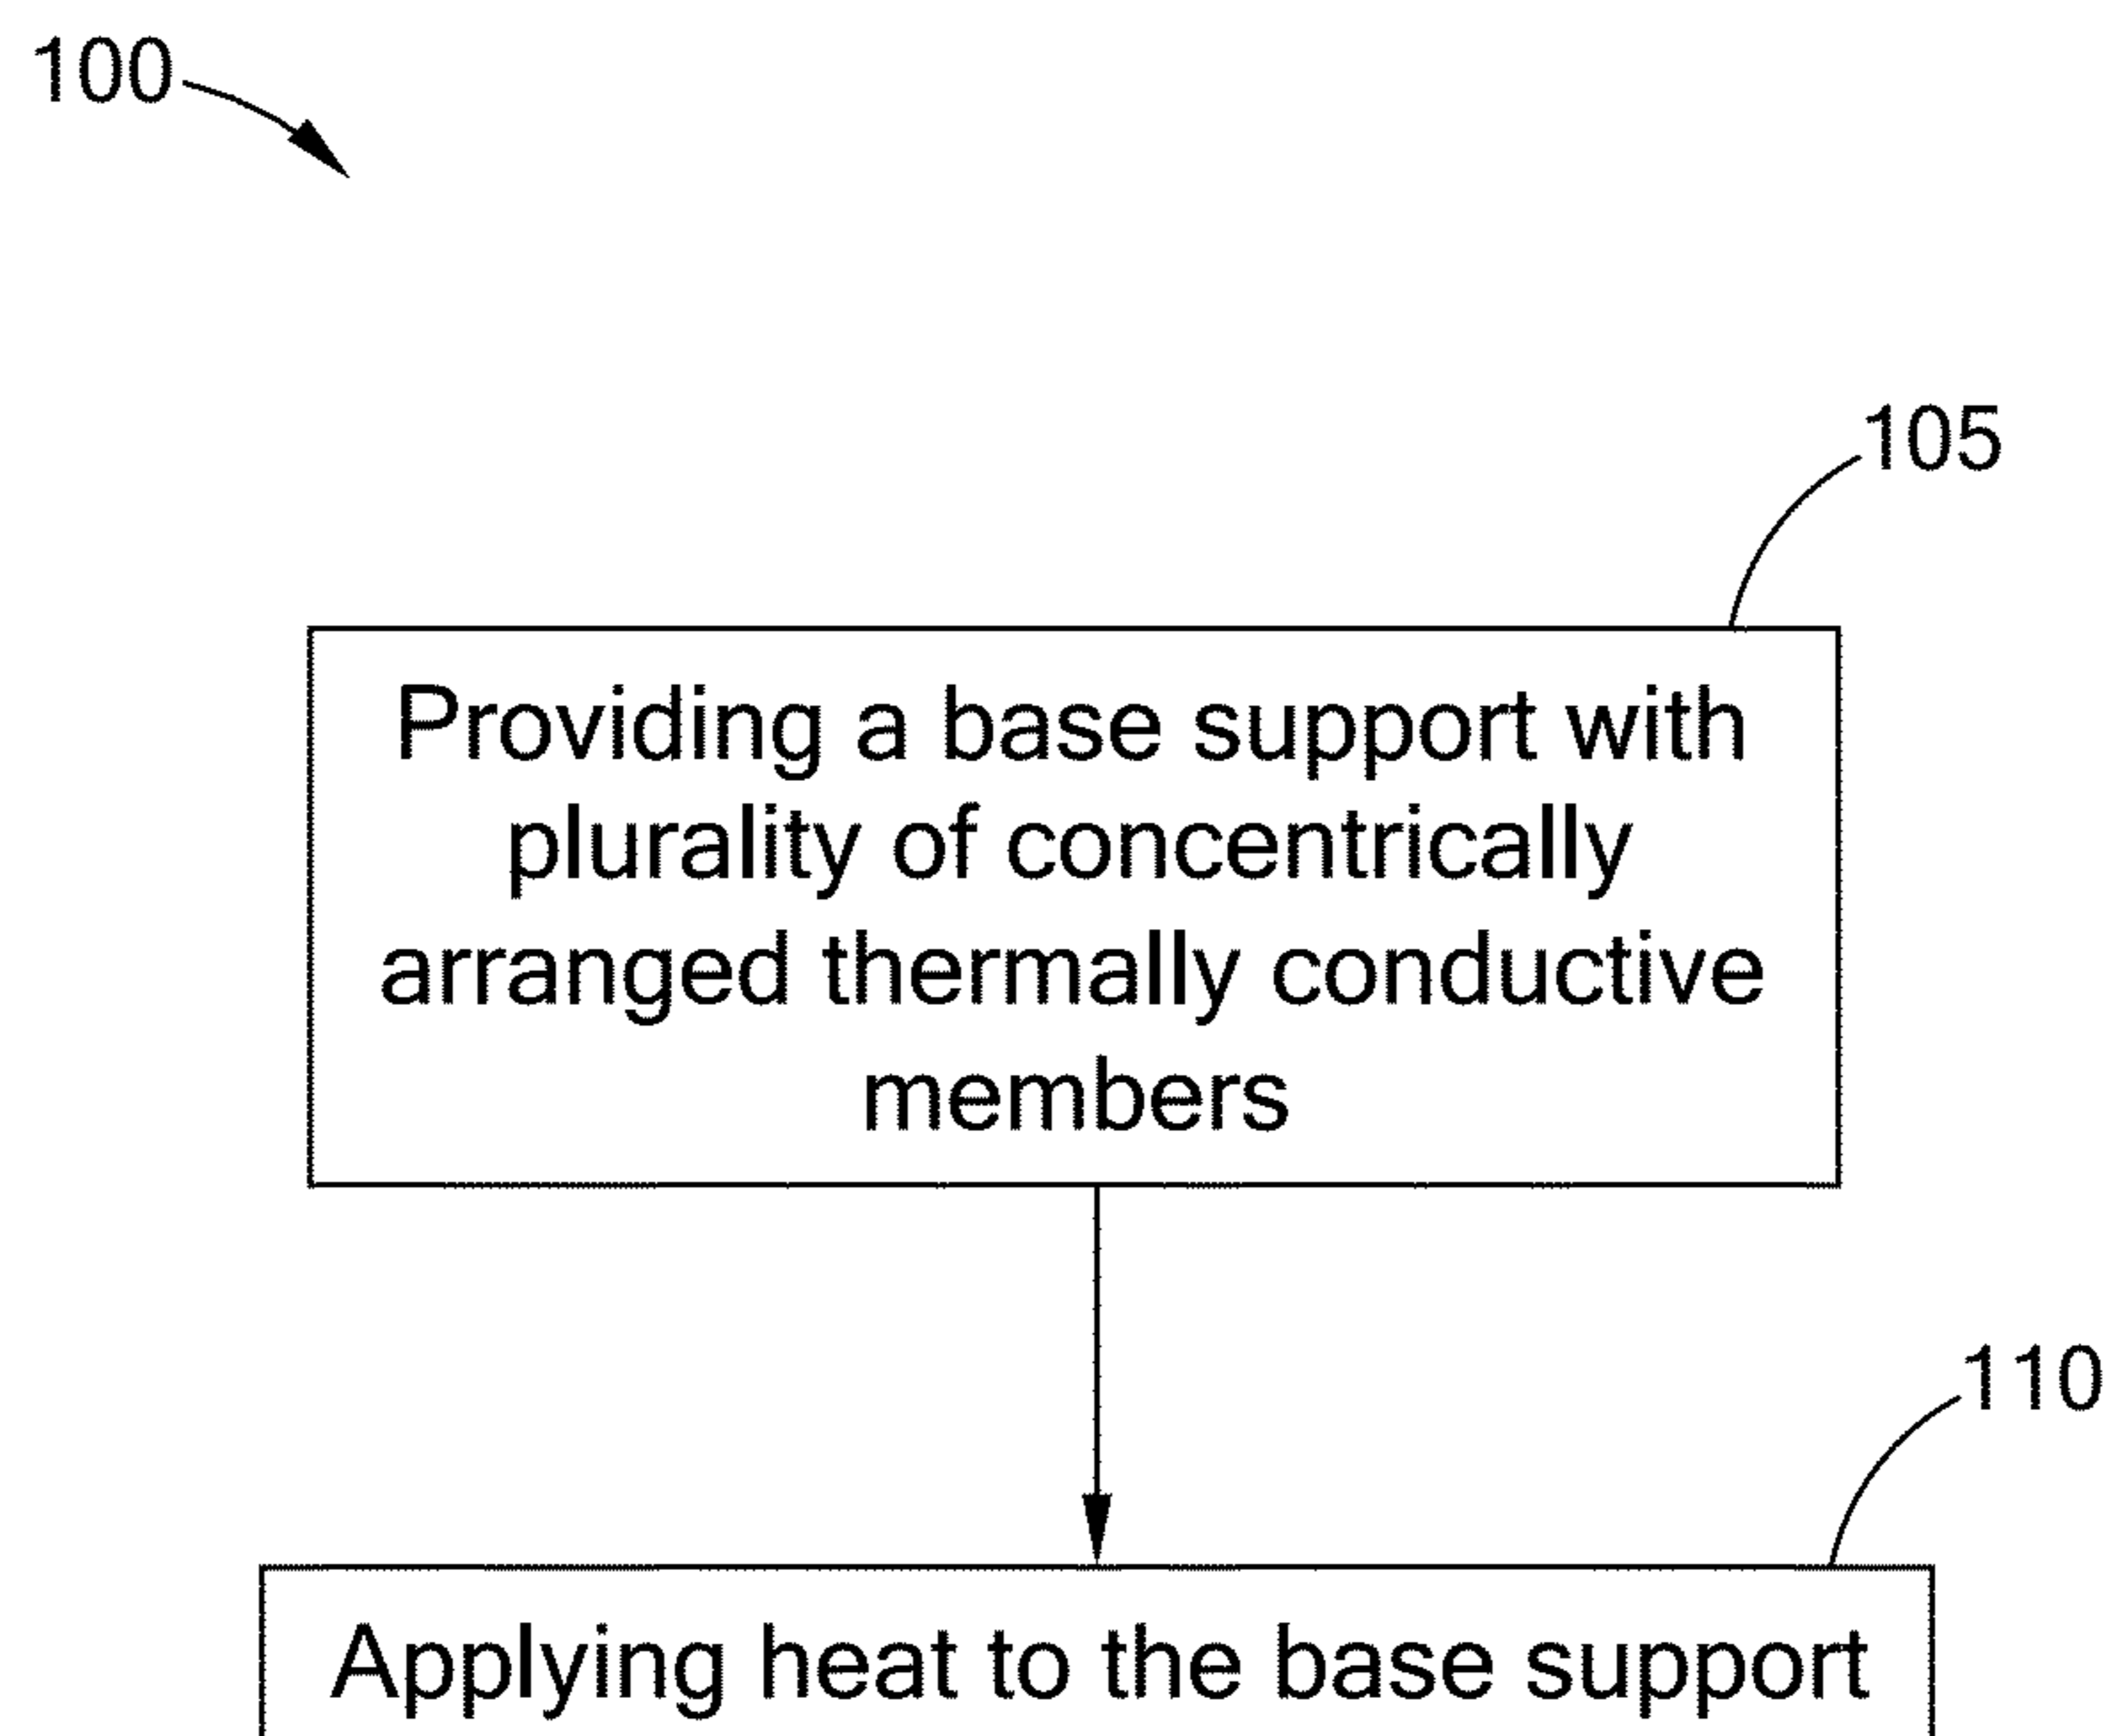 100
105
Providing a base support with
plurality of concentrically
arranged thermally conductive
members
110
Applying heat to the base support